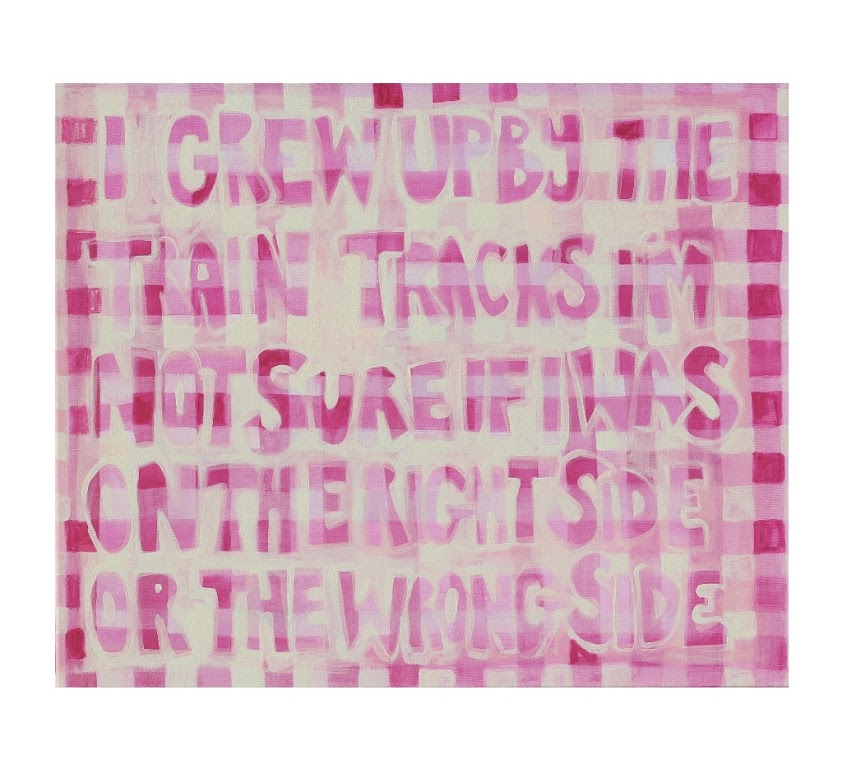 I GREW UP BY THE
TRAIN TRACKS I'M
NOT SURE IF I WAS
ON THE RIGHT SIDE
OR THE WRONG SIDE